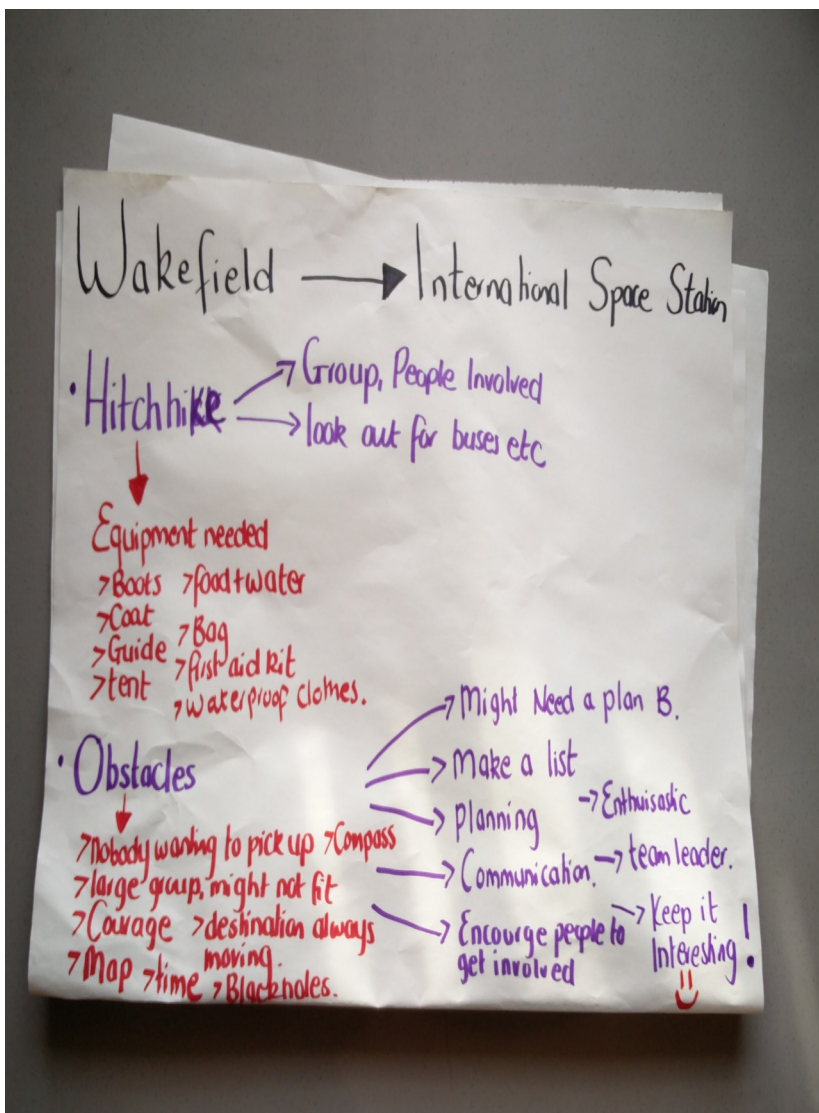 Wakefield → International Space Station
• Hitchhike → Group, People Involved
→ look out for buses etc
Equipment needed
> Boots > food + water
> Coat
> Bag
> Guide
> first aid kit
> tent
> waterproof clothes.
• Obstacles
> Nobody wanting to pick up > Compass
> large group, might not fit
> Courage > destination always
moving.
> Map > time > Blackholes.
→ Might Need a plan B.
→ Make a list
→ Planning
→ Enthuisastic
→ Communication. → team leader.
→ Encourge people to
get involved
→ Keep it
Interesting!